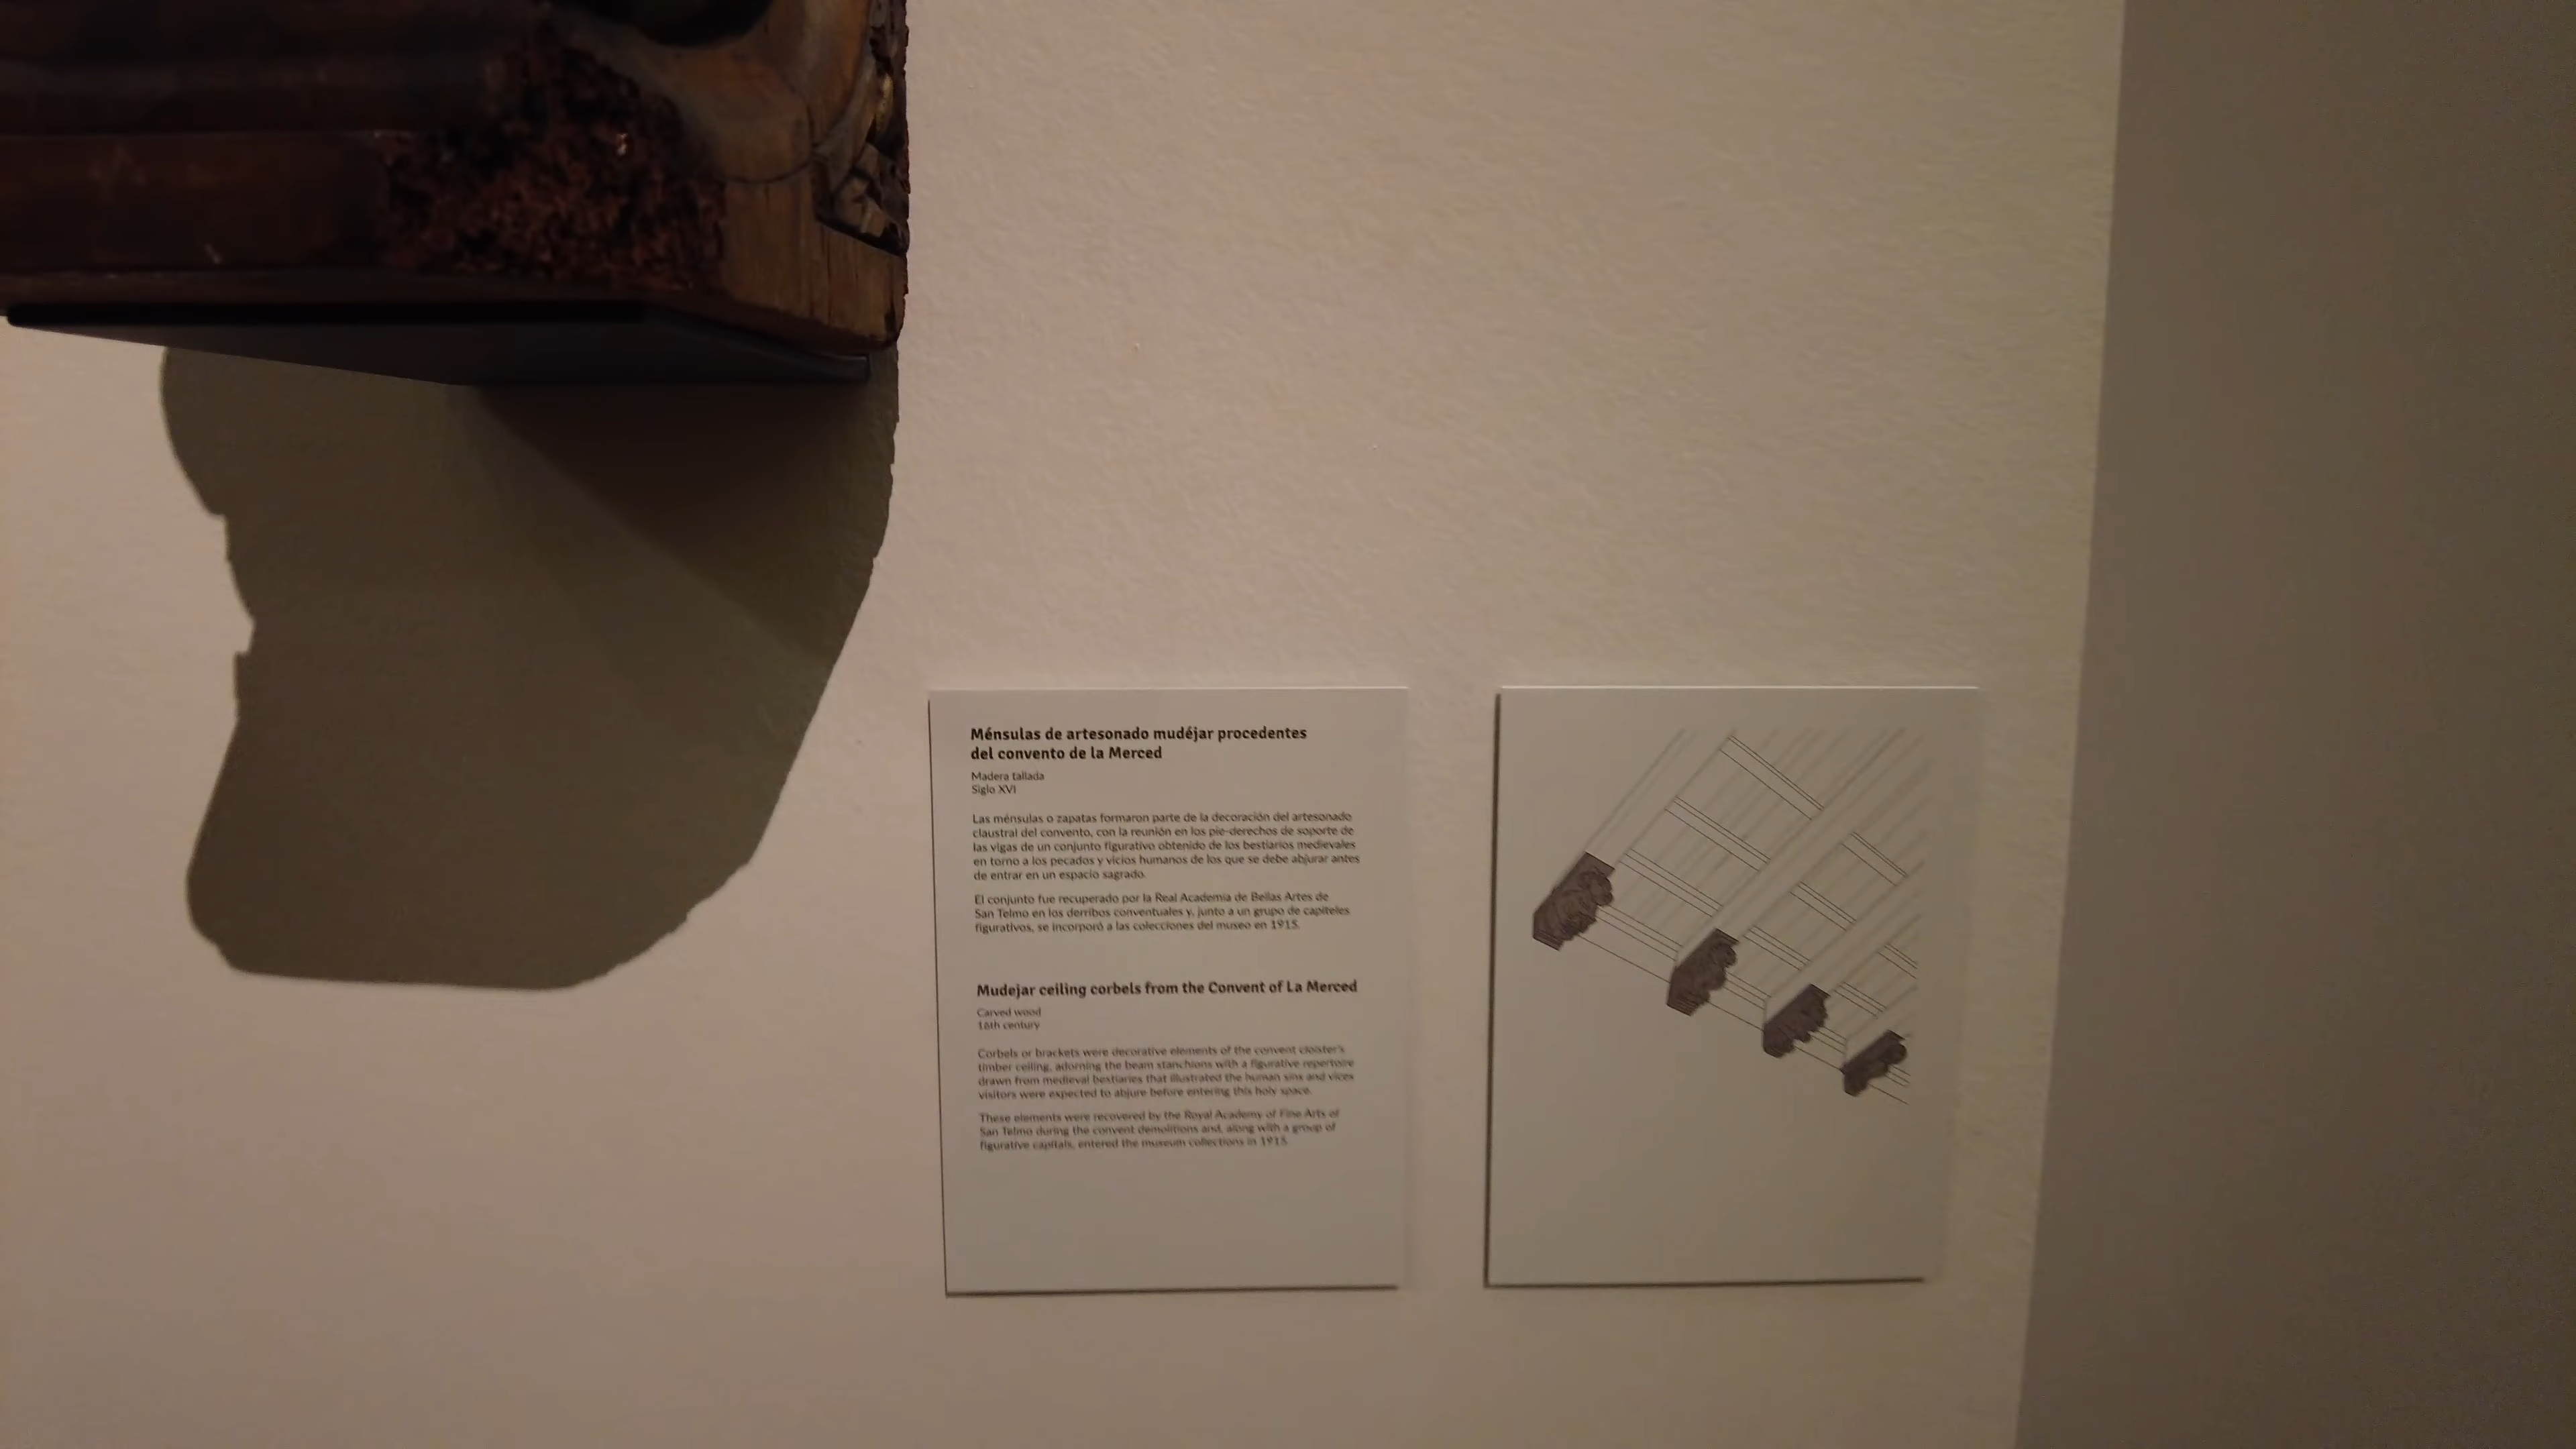 Ménsulas de artesonado mudéjar procedentes
del convento de la Merced
Madera tallada
Siglo XVI
Las ménsulas o zapatas formaron parte de la decoración del artesonado
claustral del convento, con la reunión en los pie-derechos de soporte de
las vigas de un conjunto figurativo obtenido de los bestiarios medievales
en torno a los pecados y vicios humanos de los que se debe abjurar antes
de entrar en un espacio sagrado.
El conjunto fue recuperado por la Real Academia de Bellas Artes de
San Telmo en los derribos conventuales y, junto a un grupo de capiteles
figurativos, se incorporó a las colecciones del museo en 1915.
Mudejar ceiling corbels from the Convent of La Merced
Carved wood
16th century
Corbels or brackets were decorative elements of the convent cloister's
timber ceiling, adorning the beam stanchions with a figurative repertoire
drawn from medieval bestiaries that illustrated the human sins and vices
visitors were expected to abjure before entering this holy space.
These elements were recovered by the Royal Academy of Fine Arts of
San Telmo during the convent demolitions and, along with a group of
figurative capitals, entered the museum collections in 1915.